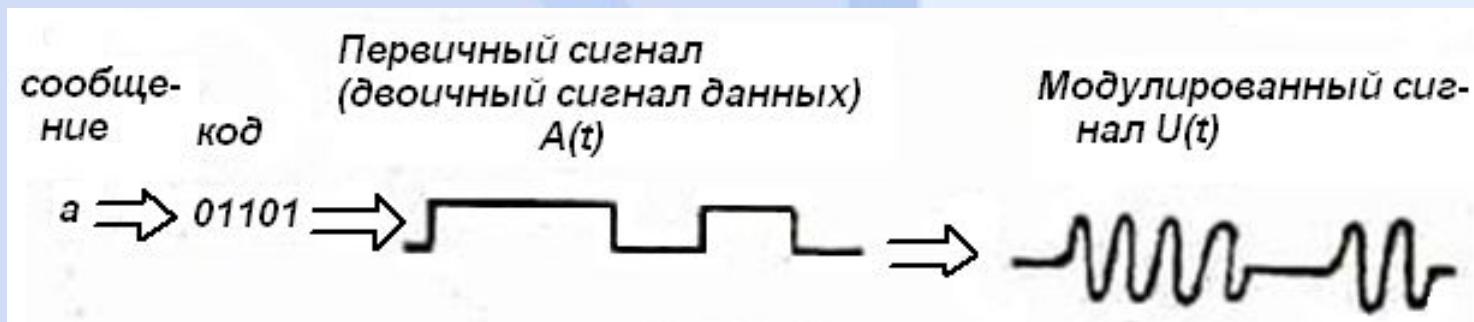 сообще-
ние
код
Первичный сигнал
(двоичный сигнал данных)
A(t)
Модулированный сиг-
нал U(t)
а
01101